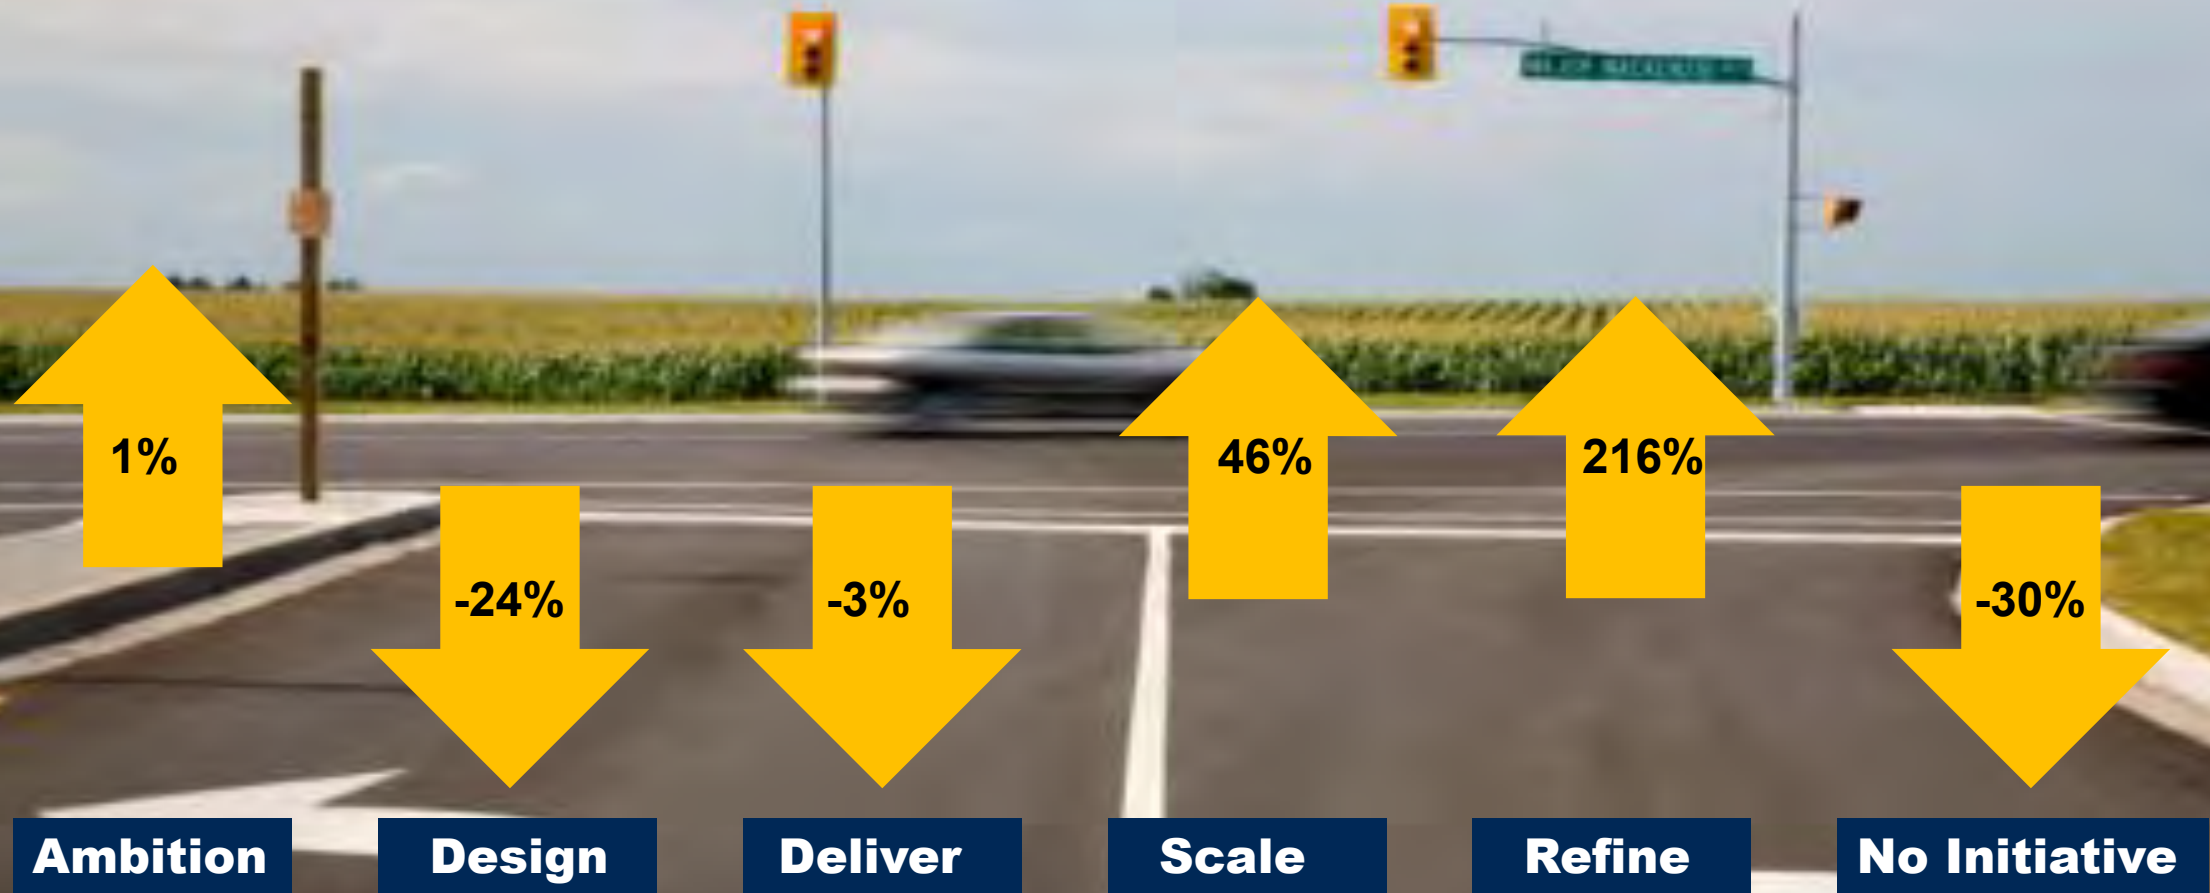 1%
46%
216%
-24%
-3%
-30%
Ambition
Design
Deliver
Scale
Refine
No Initiative